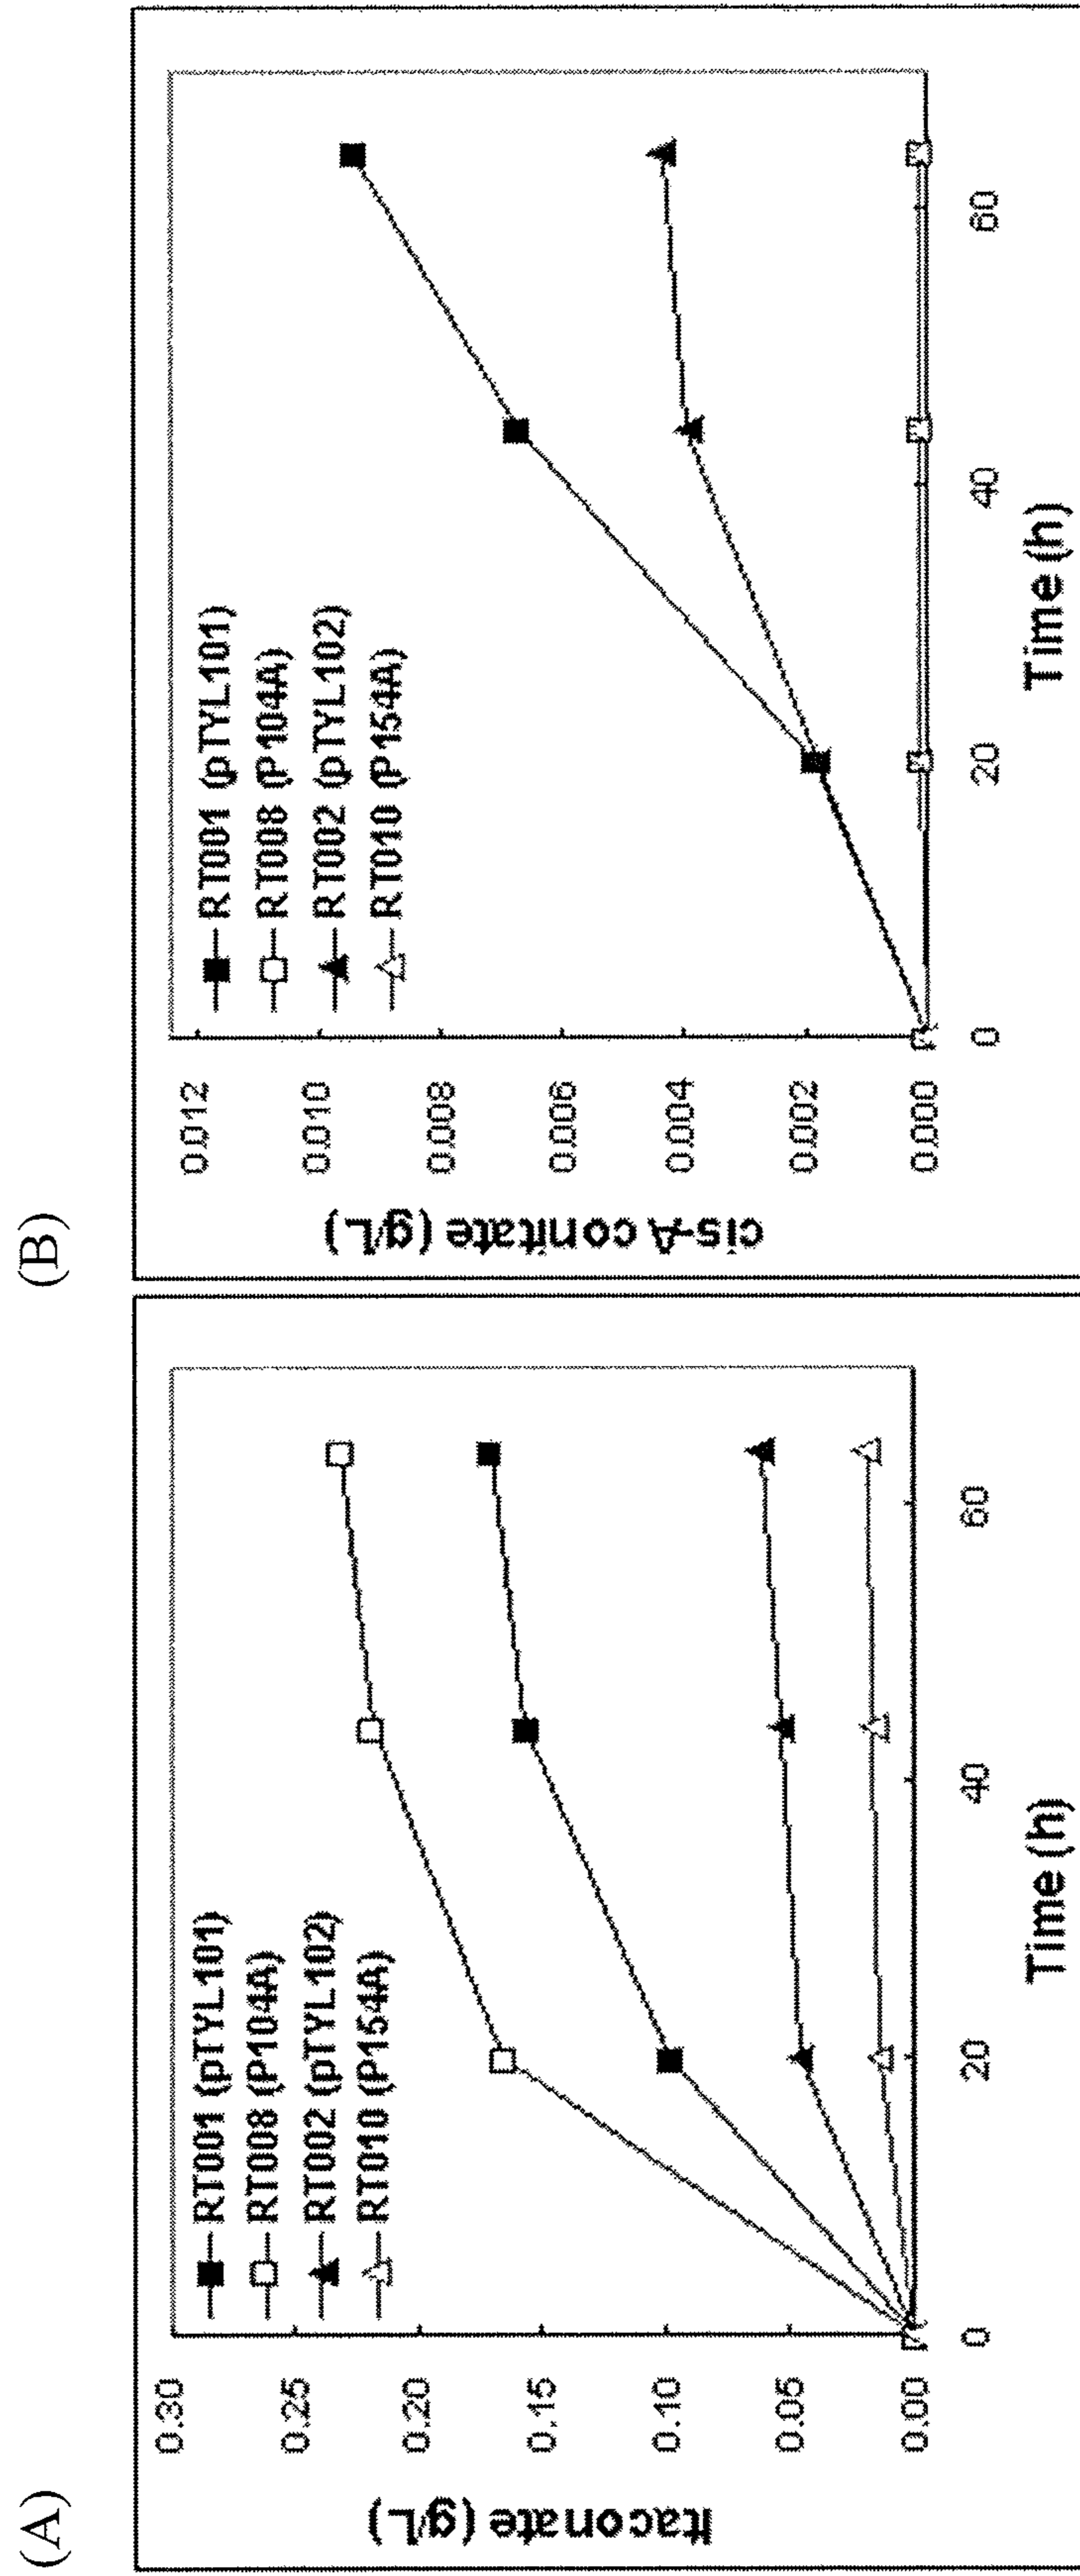 (A)
Itaconate (g/L)
0.30
0.25
0.20
0.15
0.10
0.05
0.00
RT001 (pTYL101)
RT008 (P104A)
RT002 (pTYL102)
RT010 (P154A)
0
20
40
60
Time (h)
(B)
cis-A conitate (g/L)
0.012
0.010
0.008
0.006
0.004
0.002
0.000
RT001 (pTYL101)
RT008 (P104A)
RT002 (pTYL102)
RT010 (P154A)
0
20
40
60
Time (h)